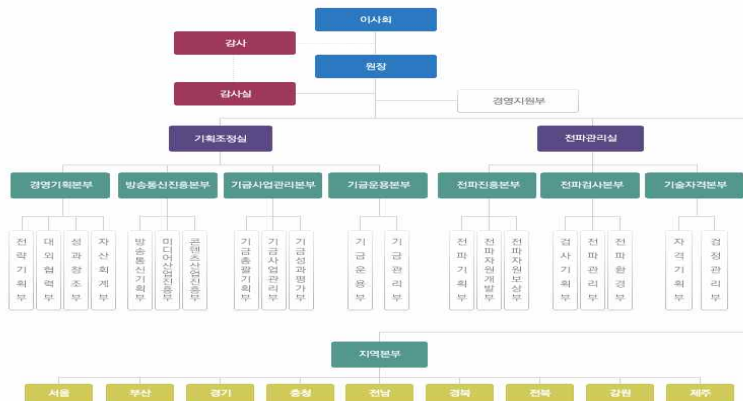 이사회
감사
원장
감사실
경영지원부
기획조정실
전파관리실
경영기획본부
방송통신진흥본부
기금사업관리본부
기금운용본부
전파진흥본부
전파검사본부
기술자격본부
전략기획부
대외협력부
성과창조부
자산회계부
방송통신기획부
미디어산업진흥부
콘텐츠산업진흥부
기금총괄기획부
기금사업관리부
기금성과평가부
기금운용부
기금관리부
전파기획부
전파자원개발부
전파자원보상부
검사기획부
전파관리부
전파환경부
자격기획부
검정관리부
지역본부
서울
부산
경기
충청
전남
경북
전북
강원
제주